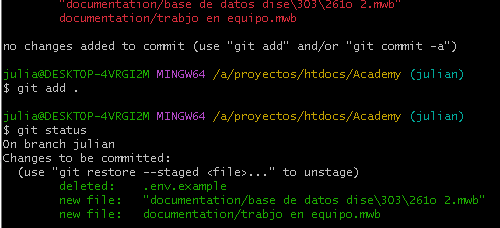 "documentation/base de datos dise\303\261o 2.mwb"
documentation/trabjo en equipo.mwb
no changes added to commit (use "git add" and/or "git commit -a")
julia@DESKTOP-4VRGI2M MINGW64 /a/proyectos/htdocs/Academy (julian)
$ git add .
julia@DESKTOP-4VRGI2M MINGW64 /a/proyectos/htdocs/Academy (julian)
$ git status
On branch julian
Changes to be committed:
(use "git restore --staged <file>..." to unstage)
deleted: .env.example
new file: "documentation/base de datos dise\303\261o 2.mwb"
new file: documentation/trabjo en equipo.mwb